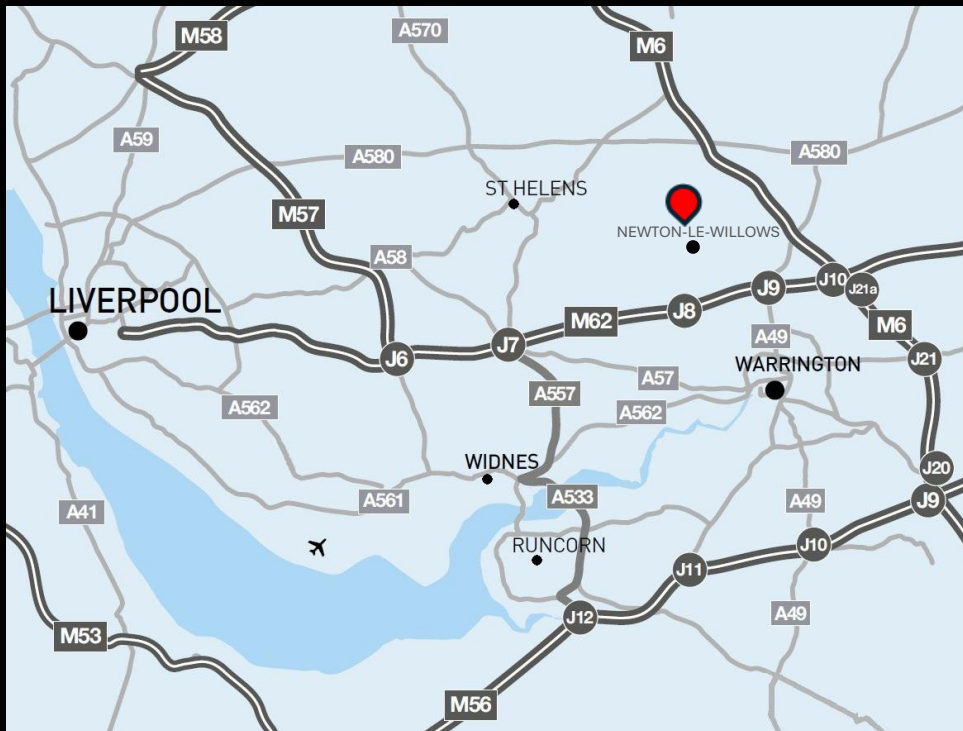 M58
A570
M6
A59
A580
A580
ST HELENS
M57
NEWTON-LE-WILLOWS
A58
LIVERPOOL
J10
J9
J21a
J8
M62
M6
J7
A49
J6
J21
WARRINGTON
A57
A557
A562
A562
WIDNES
J20
A533
A561
A49
J9
A41
RUNCORN
J10
J11
A49
J12
M53
M56